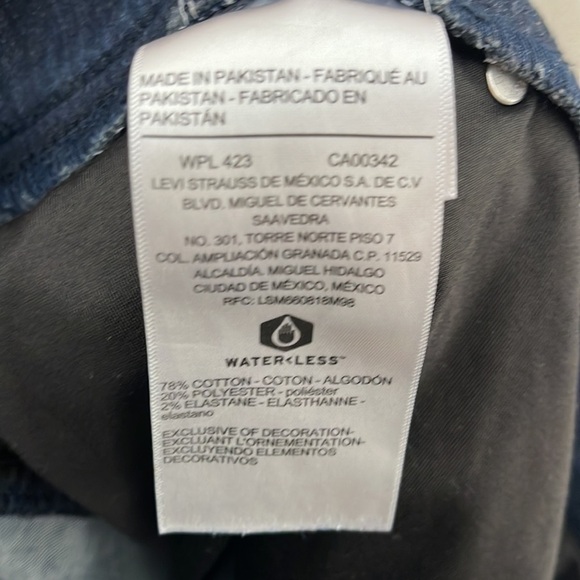 MADE IN PAKISTAN - FABRIQUÉ AU
PAKISTAN - FABRICADO EN
PAKISTÁN
WPL 423 CA00342
LEVI STRAUSS DE MÉXICO S.A. DE C.V
BLVD. MIGUEL DE CERVANTES
SAAVEDRA
NO. 301, TORRE NORTE PISO 7
COL. AMPLIACIÓN GRANADA C.P. 11529
ALCALDÍA. MIGUEL HIDALGO
CIUDAD DE MÉXICO, MÉXICO
RFC: LSM660818M98
WATER<LESS™
78% COTTON - COTON - ALGODÓN
20% POLYESTER - poliéster
2% ELASTANE - ELASTHANNE -
elastano
EXCLUSIVE OF DECORATION-
EXCLUANT L'ORNEMENTATION-
EXCLUYENDO ELEMENTOS
DECORATIVOS